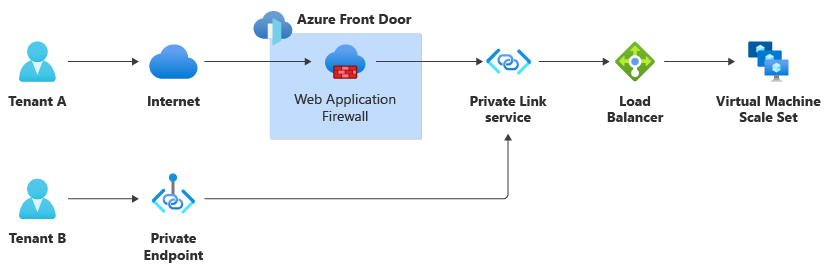 Azure Front Door
Tenant A
Internet
Web Application
Firewall
Private Link
service
Load
Balancer
Virtual Machine
Scale Set
Tenant B
Private
Endpoint